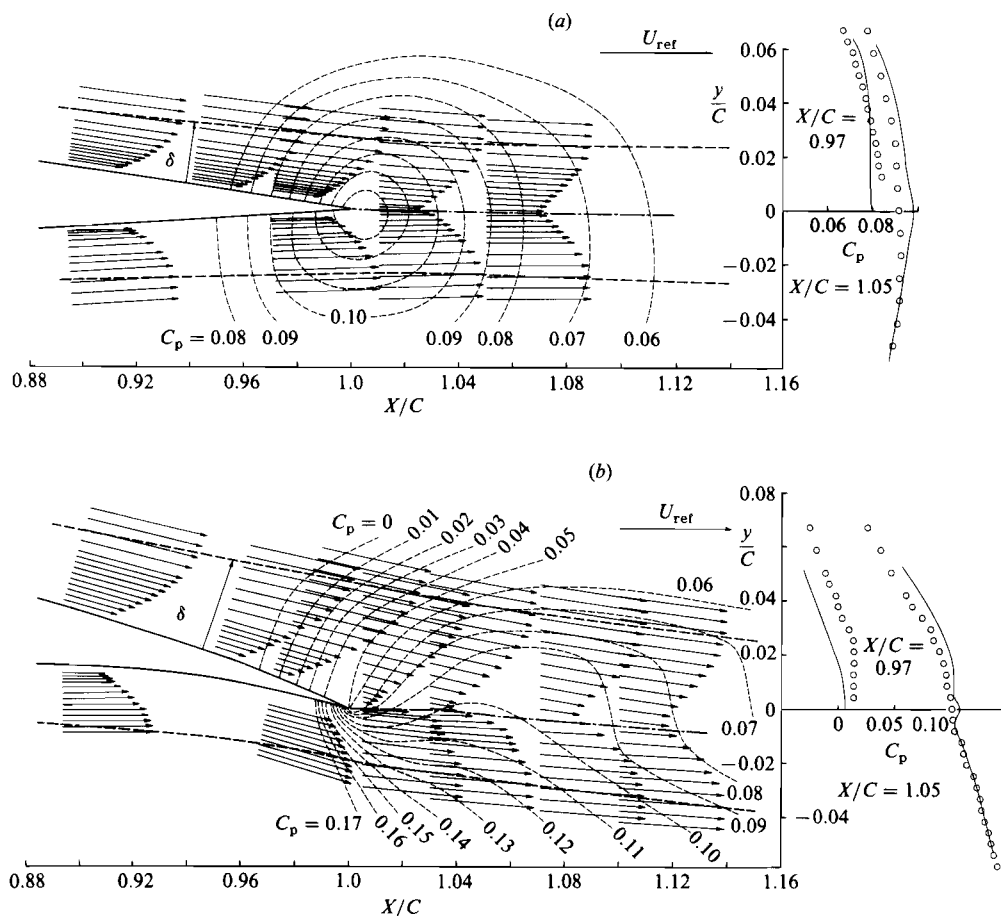 (a)
U_ref
0.06
y/C
0.04
X/C =
0.97
0.02
δ
0
0.06 0.08
C_p
−0.02
X/C = 1.05
−0.04
0.10
C_p = 0.08 0.09 0.09 0.08 0.07 0.06
0.88 0.92 0.96 1.0 1.04 1.08 1.12 1.16
X/C
(b)
0.08
U_ref
y/C
C_p = 0 0.01 0.02 0.03 0.04 0.05
0.06
0.06
0.04
δ
X/C =
0.97
0.02
0
0.07
0 0.05 0.10
C_p
−0.02
0.08
X/C = 1.05
0.09
−0.04
C_p = 0.17 0.16 0.15 0.14 0.13 0.12 0.11 0.10
0.88 0.92 0.96 1.0 1.04 1.08 1.12 1.16
X/C